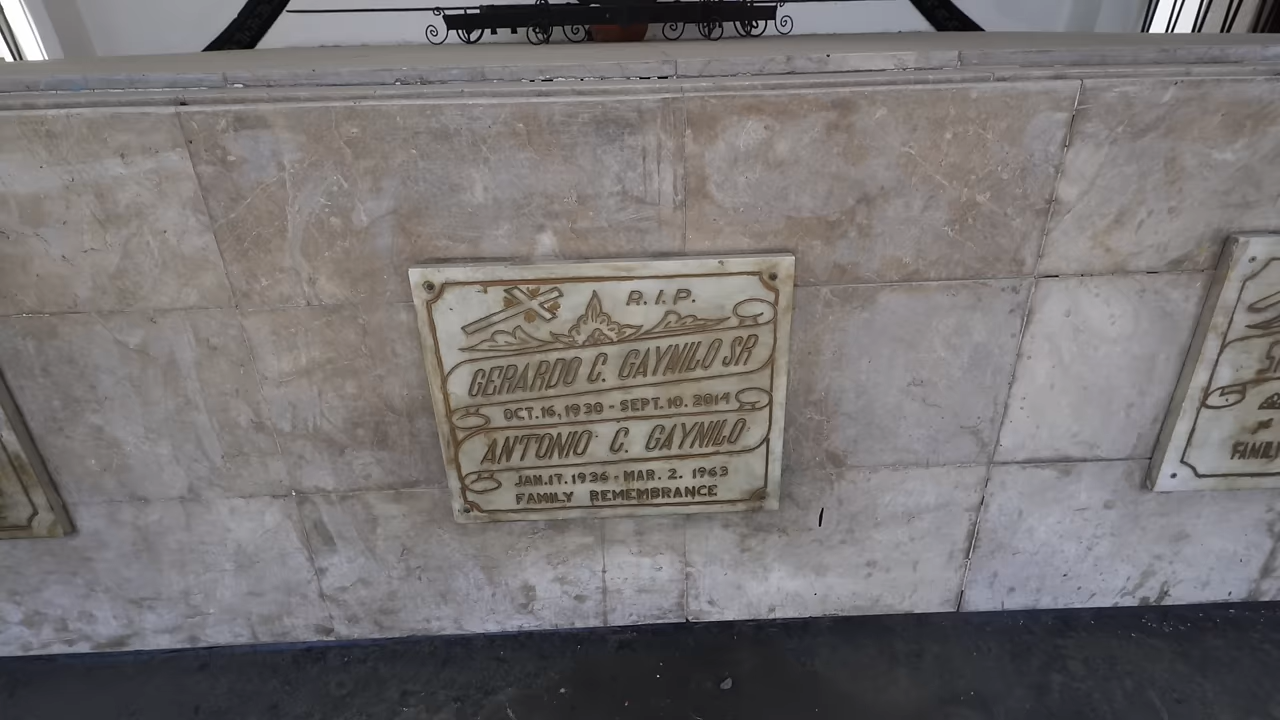 R.I.P.
GERARDO C. GAYNILO SR
OCT. 16, 1930 - SEPT. 10. 2014
ANTONIO C. GAYNILO
JAN. 17. 1936 - MAR. 2. 1963
FAMILY REMEMBRANCE
FAMILY